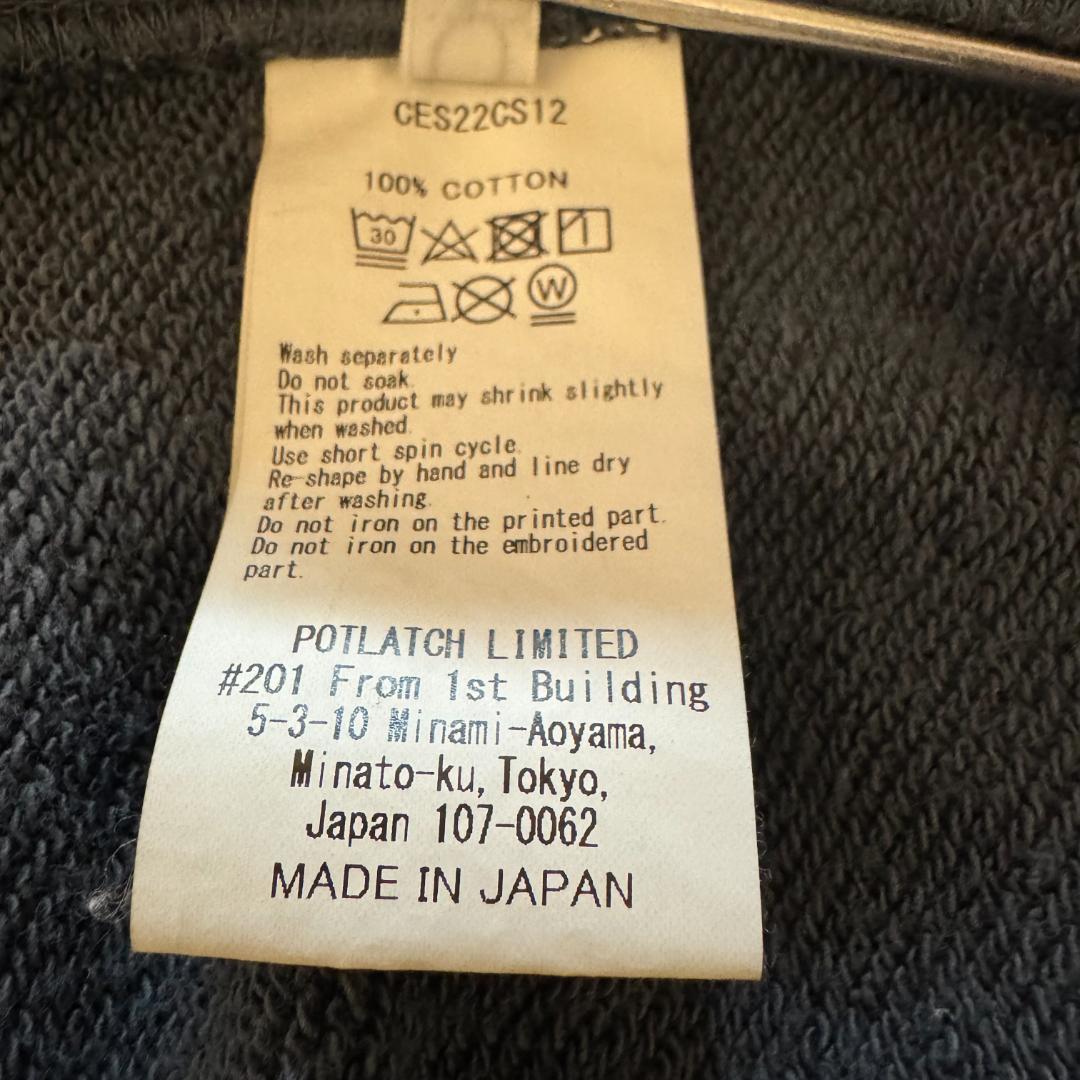 CES22CS12
100% COTTON
30
W
Wash separately
Do not soak.
This product may shrink slightly
when washed.
Use short spin cycle.
Re-shape by hand and line dry
after washing.
Do not iron on the printed part.
Do not iron on the embroidered
part.
POTLATCH LIMITED
#201 From 1st Building
5-3-10 Minami-Aoyama,
Minato-ku, Tokyo,
Japan 107-0062
MADE IN JAPAN